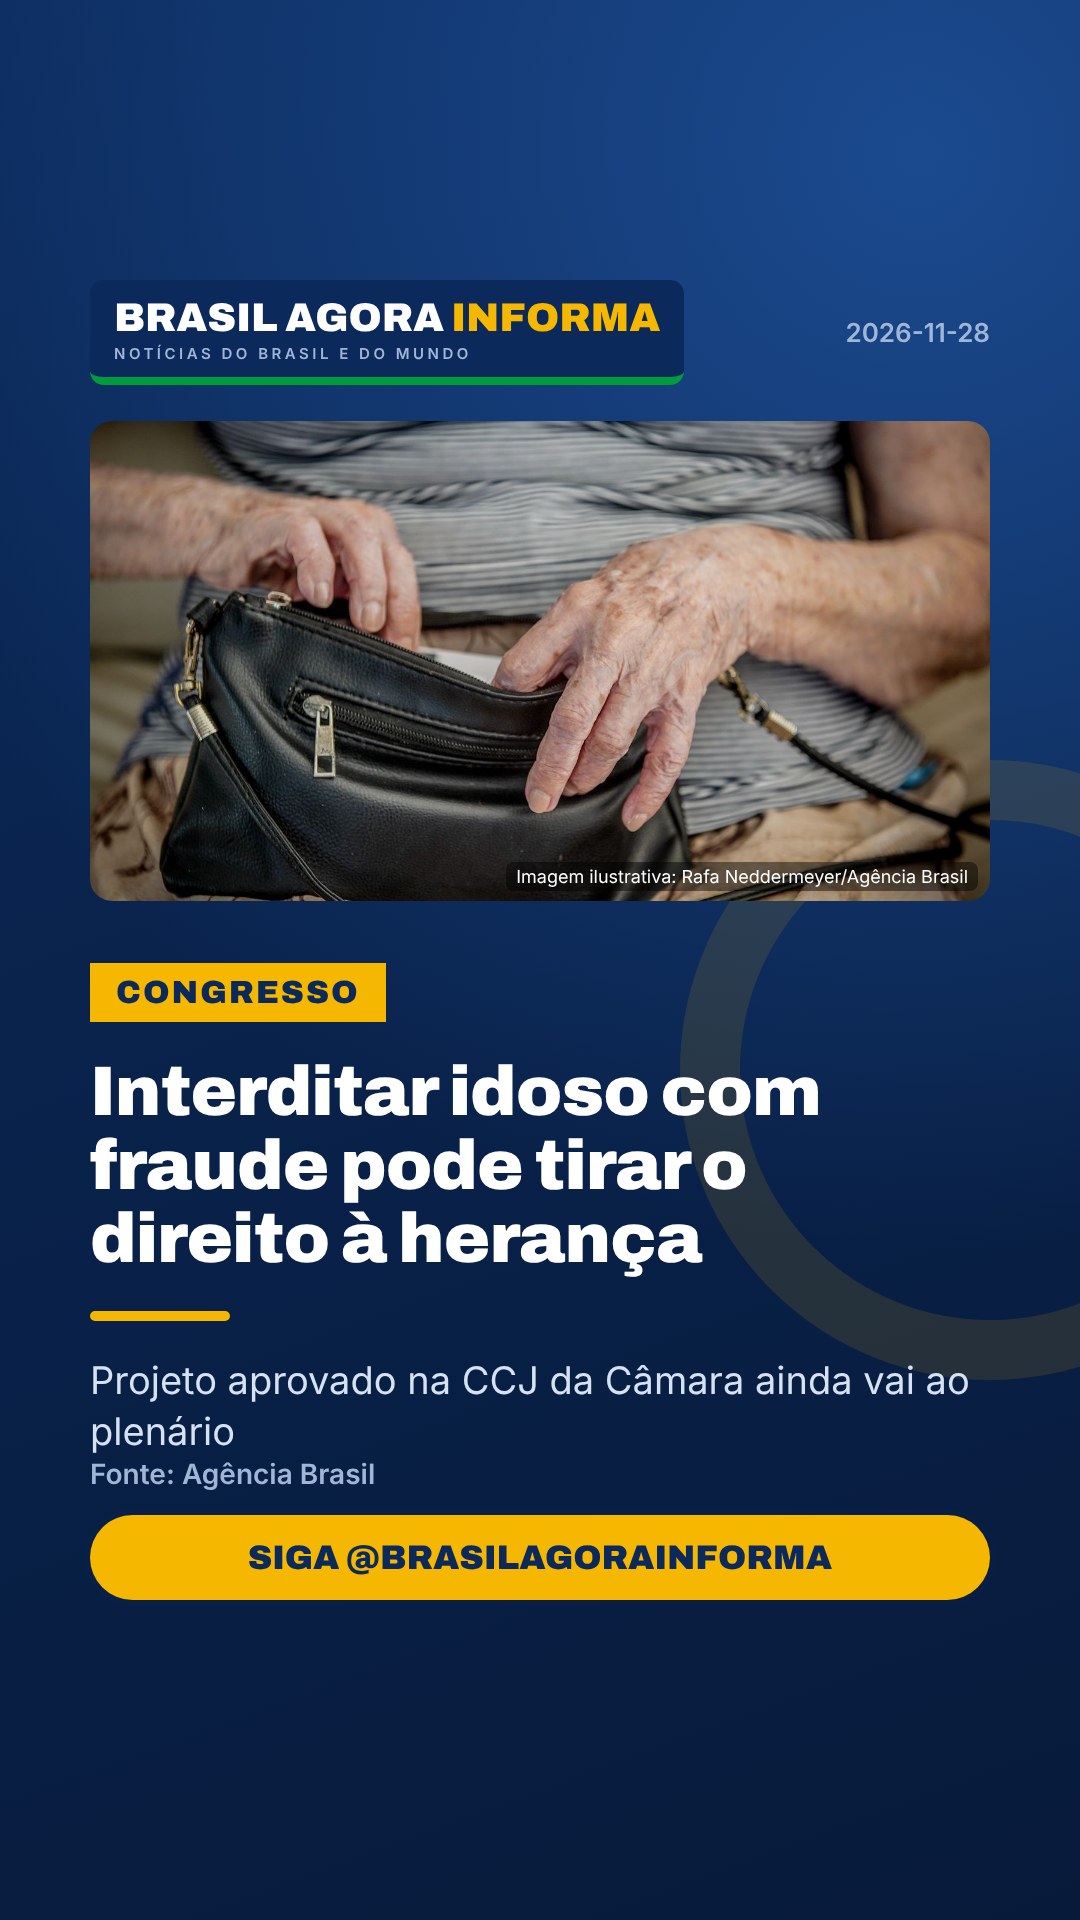 BRASIL AGORA INFORMA
NOTÍCIAS DO BRASIL E DO MUNDO
2026-11-28
Imagem ilustrativa: Rafa Neddermeyer/Agência Brasil
CONGRESSO
Interditar idoso com
fraude pode tirar o
direito à herança
Projeto aprovado na CCJ da Câmara ainda vai ao
plenário
Fonte: Agência Brasil
SIGA @BRASILAGORAINFORMA